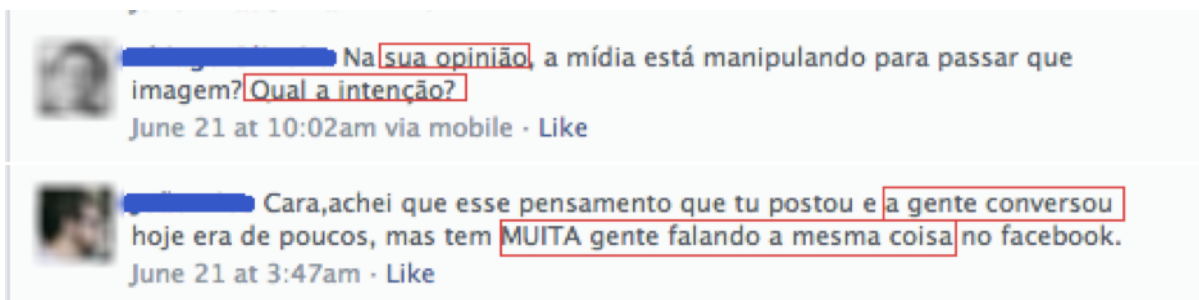 Na sua opinião, a mídia está manipulando para passar que
imagem? Qual a intenção?
June 21 at 10:02am via mobile · Like
Cara,achei que esse pensamento que tu postou e a gente conversou
hoje era de poucos, mas tem MUITA gente falando a mesma coisa no facebook.
June 21 at 3:47am · Like